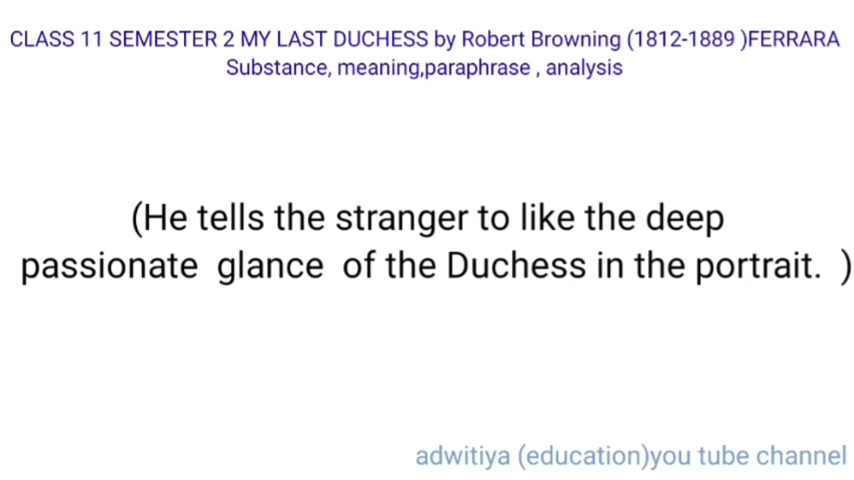 CLASS 11 SEMESTER 2 MY LAST DUCHESS by Robert Browning (1812-1889 )FERRARA
Substance, meaning,paraphrase , analysis
(He tells the stranger to like the deep
passionate glance of the Duchess in the portrait. )
adwitiya (education)you tube channel